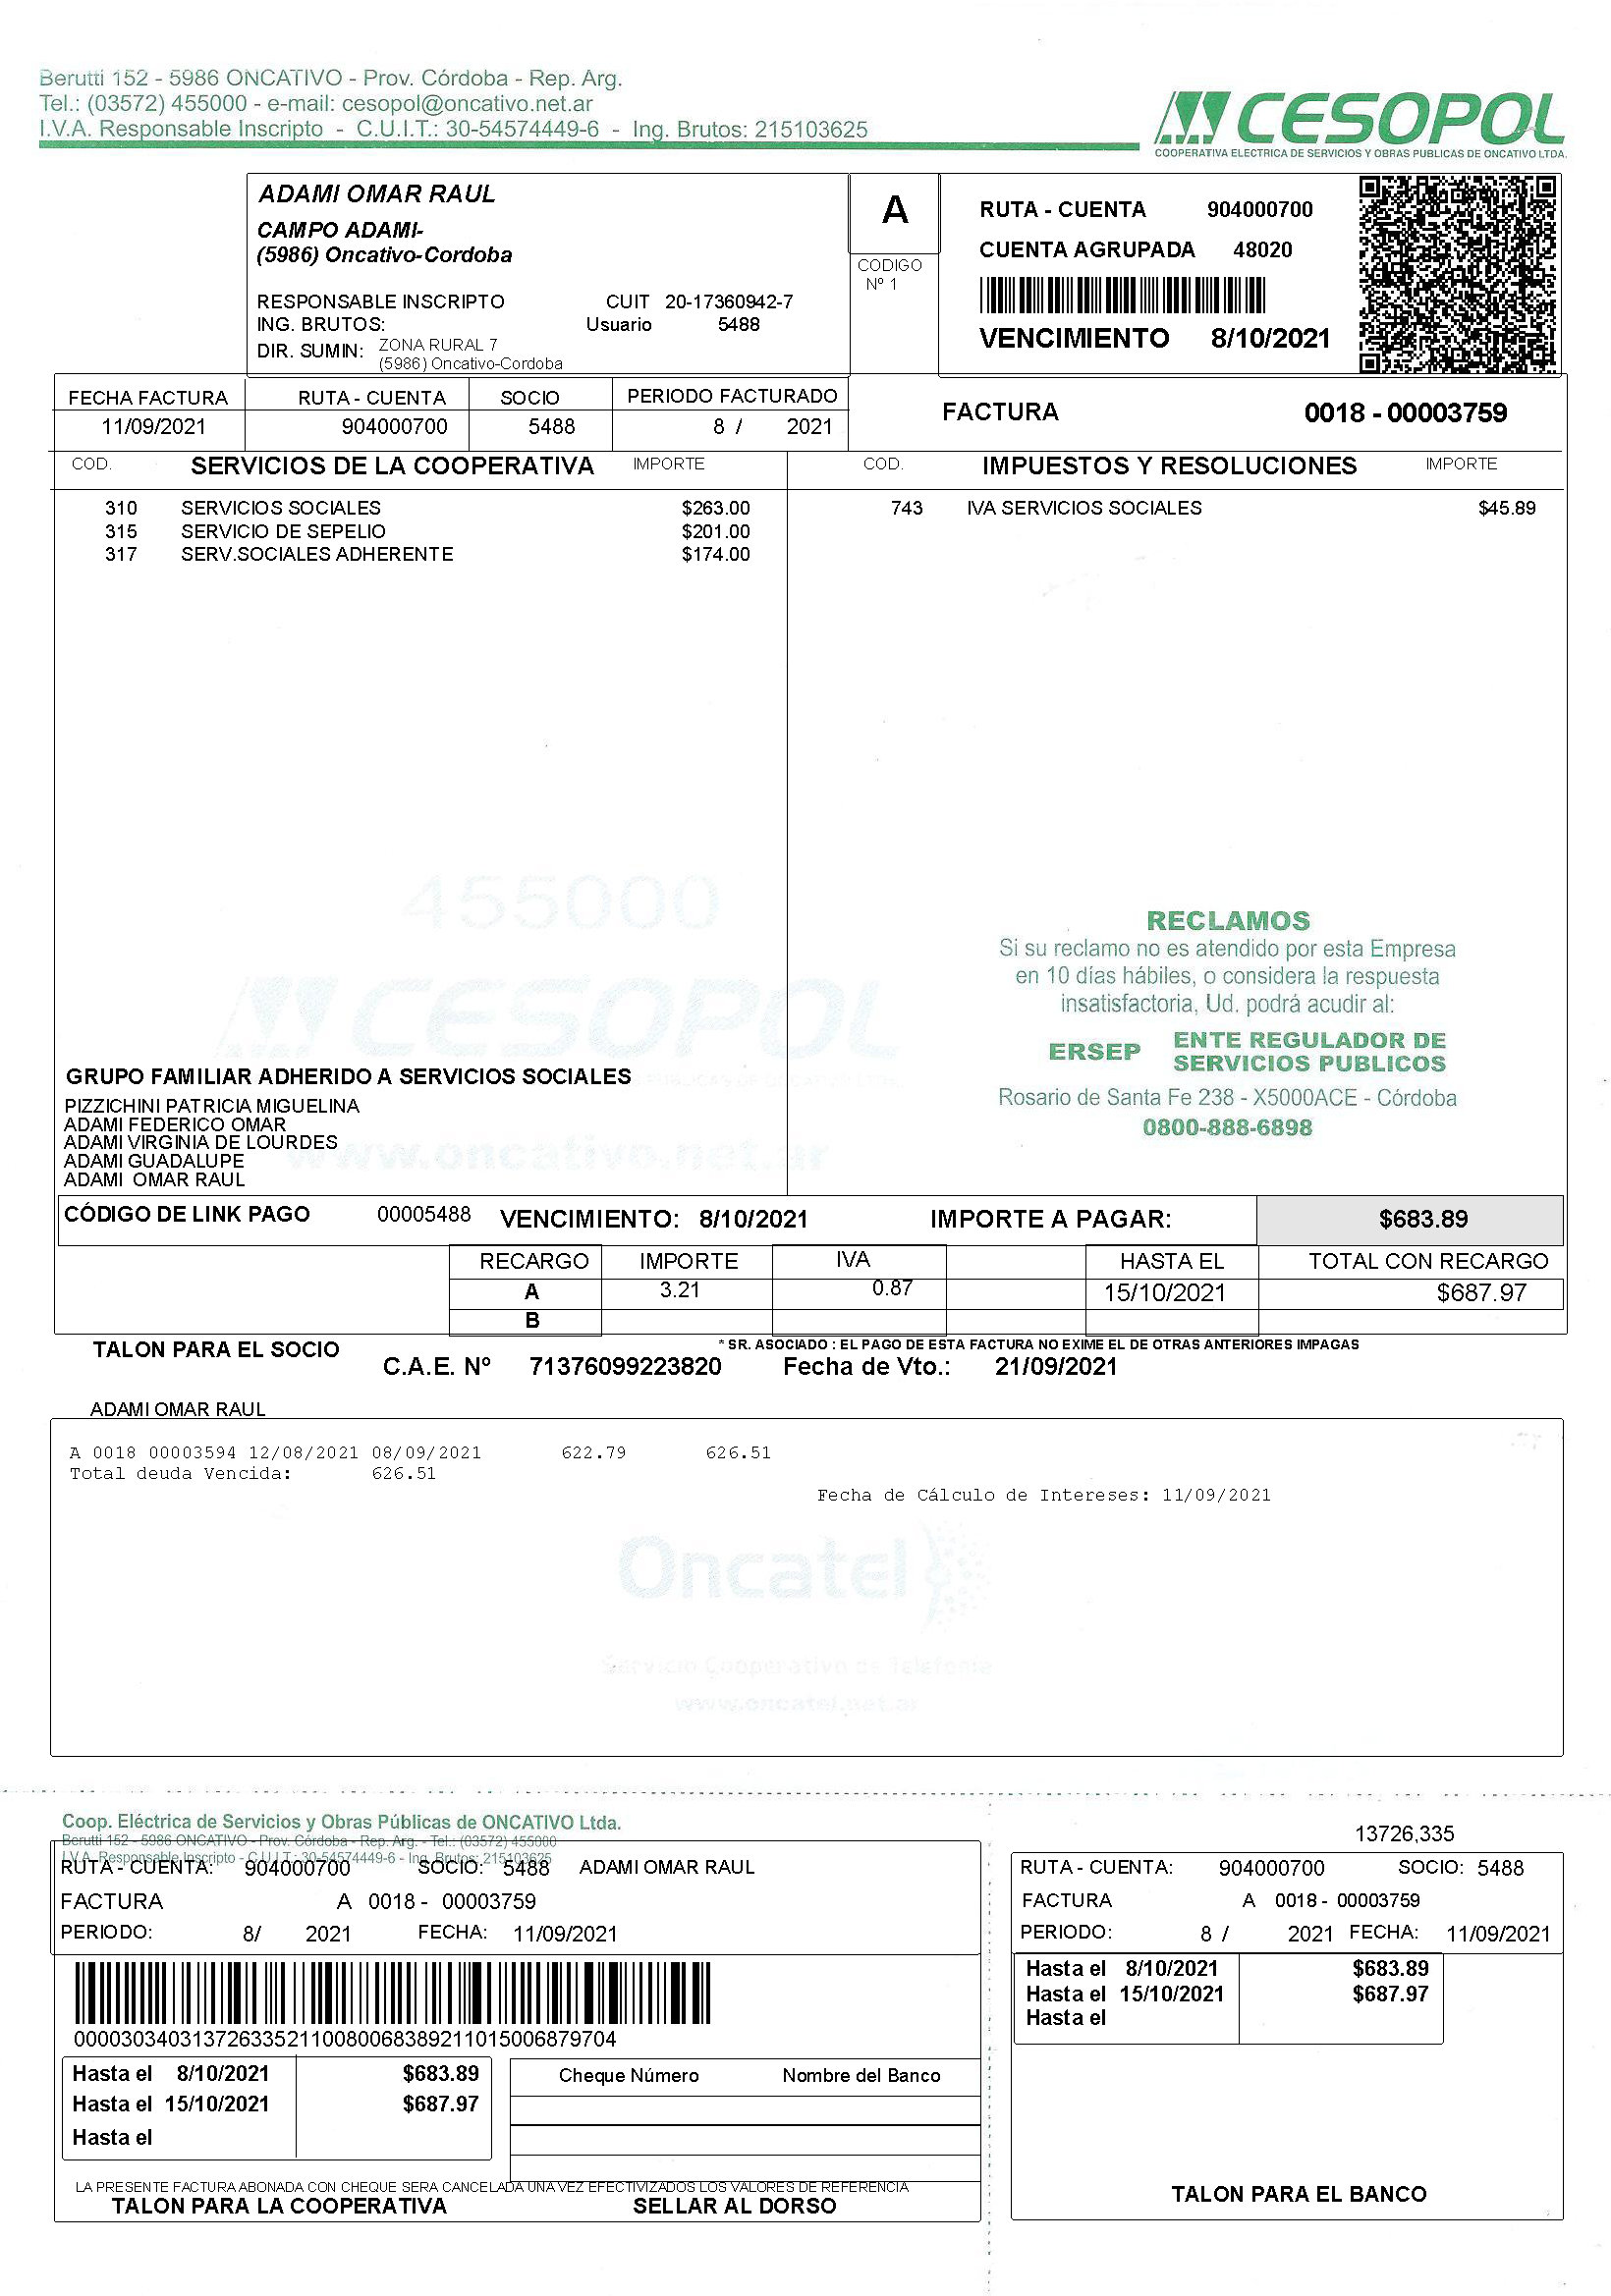 Berutti 152 - 5986 ONCATIVO - Prov. Córdoba - Rep. Arg.
Tel.: (03572) 455000 - e-mail: cesopol@oncativo.net.ar
I.V.A. Responsable Inscripto - C.U.I.T.: 30-54574449-6 - Ing. Brutos: 215103625
CESOPOL
COOPERATIVA ELECTRICA DE SERVICIOS Y OBRAS PUBLICAS DE ONCATIVO LTDA.
ADAMI OMAR RAUL
CAMPO ADAMI-
(5986) Oncativo-Cordoba
RESPONSABLE INSCRIPTO CUIT 20-17360942-7
ING. BRUTOS: Usuario 5488
DIR. SUMIN: ZONA RURAL 7
(5986) Oncativo-Cordoba
A
CODIGO
Nº 1
RUTA - CUENTA 904000700
CUENTA AGRUPADA 48020
VENCIMIENTO 8/10/2021
FECHA FACTURA RUTA - CUENTA SOCIO PERIODO FACTURADO
11/09/2021 904000700 5488 8 / 2021
FACTURA 0018 - 00003759
COD. SERVICIOS DE LA COOPERATIVA IMPORTE
310 SERVICIOS SOCIALES $263.00
315 SERVICIO DE SEPELIO $201.00
317 SERV.SOCIALES ADHERENTE $174.00
COD. IMPUESTOS Y RESOLUCIONES IMPORTE
743 IVA SERVICIOS SOCIALES $45.89
455000
CESOPOL
www.oncativo.net.ar
RECLAMOS
Si su reclamo no es atendido por esta Empresa
en 10 días hábiles, o considera la respuesta
insatisfactoria, Ud. podrá acudir al:
ERSEP ENTE REGULADOR DE
SERVICIOS PUBLICOS
Rosario de Santa Fe 238 - X5000ACE - Córdoba
0800-888-6898
GRUPO FAMILIAR ADHERIDO A SERVICIOS SOCIALES
PIZZICHINI PATRICIA MIGUELINA
ADAMI FEDERICO OMAR
ADAMI VIRGINIA DE LOURDES
ADAMI GUADALUPE
ADAMI OMAR RAUL
CÓDIGO DE LINK PAGO 00005488 VENCIMIENTO: 8/10/2021 IMPORTE A PAGAR: $683.89
RECARGO IMPORTE IVA HASTA EL TOTAL CON RECARGO
A 3.21 0.87 15/10/2021 $687.97
B
TALON PARA EL SOCIO
* SR. ASOCIADO : EL PAGO DE ESTA FACTURA NO EXIME EL DE OTRAS ANTERIORES IMPAGAS
C.A.E. Nº 71376099223820 Fecha de Vto.: 21/09/2021
ADAMI OMAR RAUL
A 0018 00003594 12/08/2021 08/09/2021 622.79 626.51
Total deuda Vencida: 626.51
Fecha de Cálculo de Intereses: 11/09/2021
Oncatel
Servicio Cooperativo de Telefonía
www.oncatel.net.ar
Coop. Eléctrica de Servicios y Obras Públicas de ONCATIVO Ltda.
Berutti 152 - 5986 ONCATIVO - Prov. Córdoba - Rep. Arg. - Tel.: (03572) 455000
I.V.A. Responsable Inscripto - C.U.I.T.: 30-54574449-6 - Ing. Brutos: 215103625
RUTA - CUENTA: 904000700 SOCIO: 5488 ADAMI OMAR RAUL
FACTURA A 0018 - 00003759
PERIODO: 8/ 2021 FECHA: 11/09/2021
0000303403137263352110080068389211015006879704
Hasta el 8/10/2021 $683.89
Hasta el 15/10/2021 $687.97
Hasta el
Cheque Número Nombre del Banco
LA PRESENTE FACTURA ABONADA CON CHEQUE SERA CANCELADA UNA VEZ EFECTIVIZADOS LOS VALORES DE REFERENCIA
TALON PARA LA COOPERATIVA SELLAR AL DORSO
13726,335
RUTA - CUENTA: 904000700 SOCIO: 5488
FACTURA A 0018 - 00003759
PERIODO: 8 / 2021 FECHA: 11/09/2021
Hasta el 8/10/2021 $683.89
Hasta el 15/10/2021 $687.97
Hasta el
TALON PARA EL BANCO